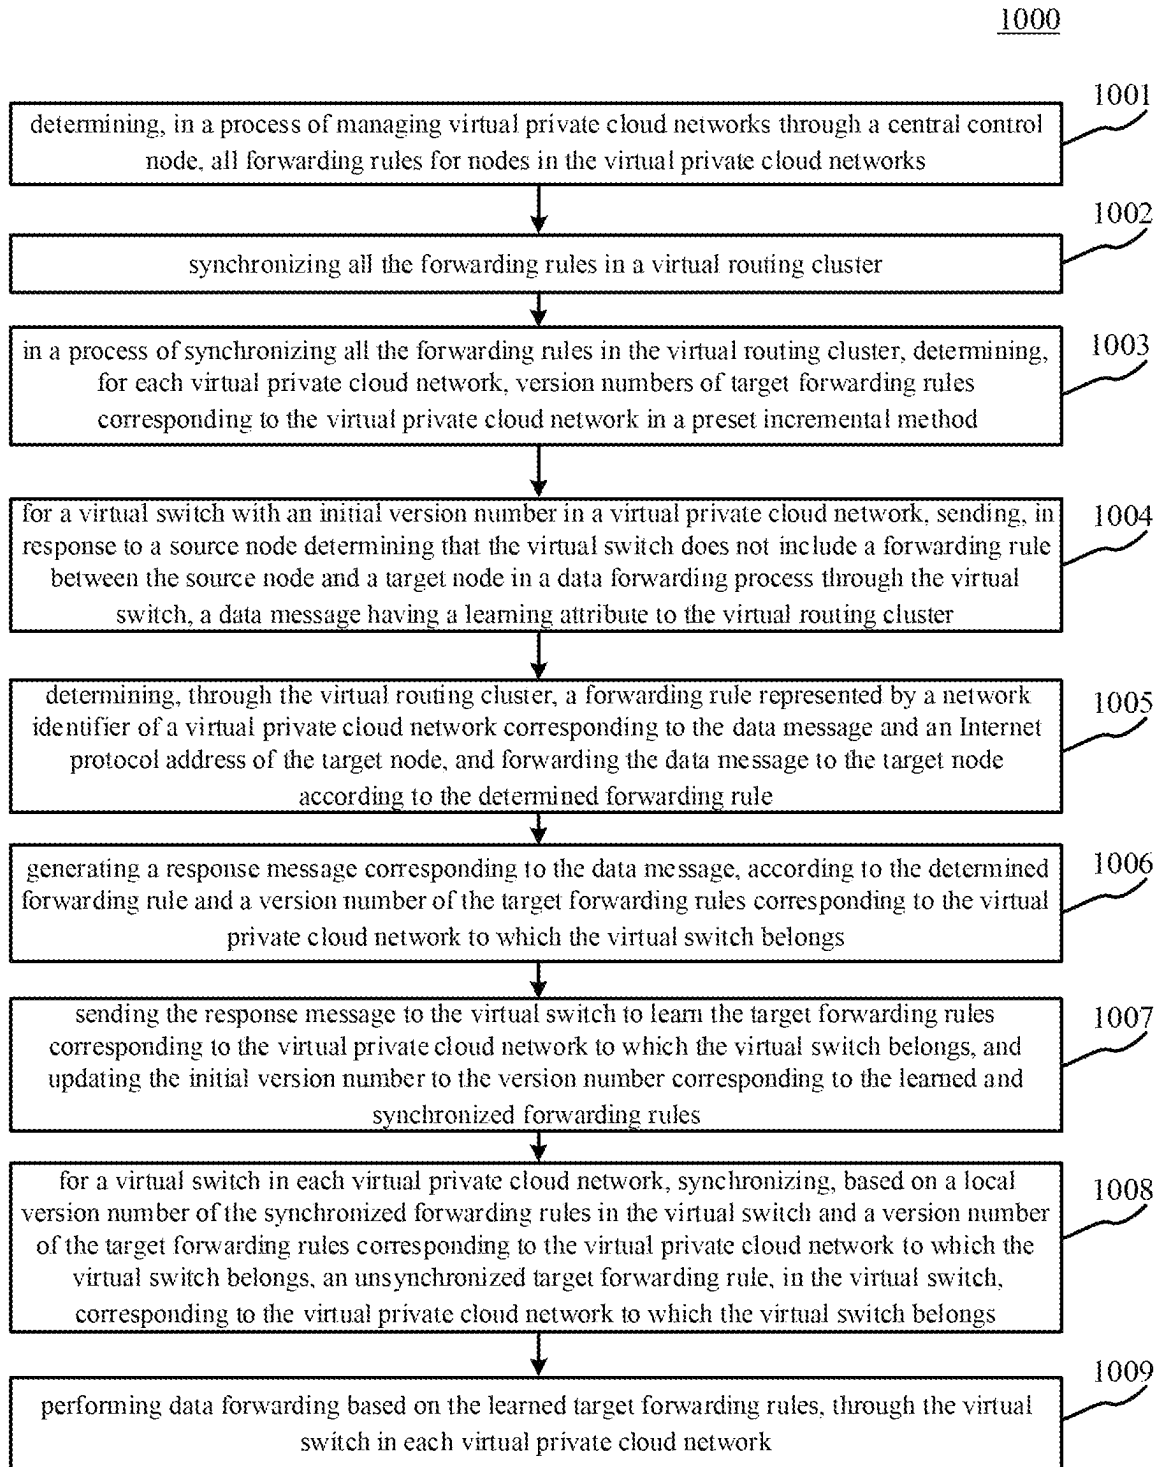 1000
1001
determining, in a process of managing virtual private cloud networks through a central control
node, all forwarding rules for nodes in the virtual private cloud networks
1002
synchronizing all the forwarding rules in a virtual routing cluster
1003
in a process of synchronizing all the forwarding rules in the virtual routing cluster, determining,
for each virtual private cloud network, version numbers of target forwarding rules
corresponding to the virtual private cloud network in a preset incremental method
1004
for a virtual switch with an initial version number in a virtual private cloud network, sending, in
response to a source node determining that the virtual switch does not include a forwarding rule
between the source node and a target node in a data forwarding process through the virtual
switch, a data message having a learning attribute to the virtual routing cluster
1005
determining, through the virtual routing cluster, a forwarding rule represented by a network
identifier of a virtual private cloud network corresponding to the data message and an Internet
protocol address of the target node, and forwarding the data message to the target node
according to the determined forwarding rule
1006
generating a response message corresponding to the data message, according to the determined
forwarding rule and a version number of the target forwarding rules corresponding to the virtual
private cloud network to which the virtual switch belongs
1007
sending the response message to the virtual switch to learn the target forwarding rules
corresponding to the virtual private cloud network to which the virtual switch belongs, and
updating the initial version number to the version number corresponding to the learned and
synchronized forwarding rules
1008
for a virtual switch in each virtual private cloud network, synchronizing, based on a local
version number of the synchronized forwarding rules in the virtual switch and a version number
of the target forwarding rules corresponding to the virtual private cloud network to which the
virtual switch belongs, an unsynchronized target forwarding rule, in the virtual switch,
corresponding to the virtual private cloud network to which the virtual switch belongs
1009
performing data forwarding based on the learned target forwarding rules, through the virtual
switch in each virtual private cloud network